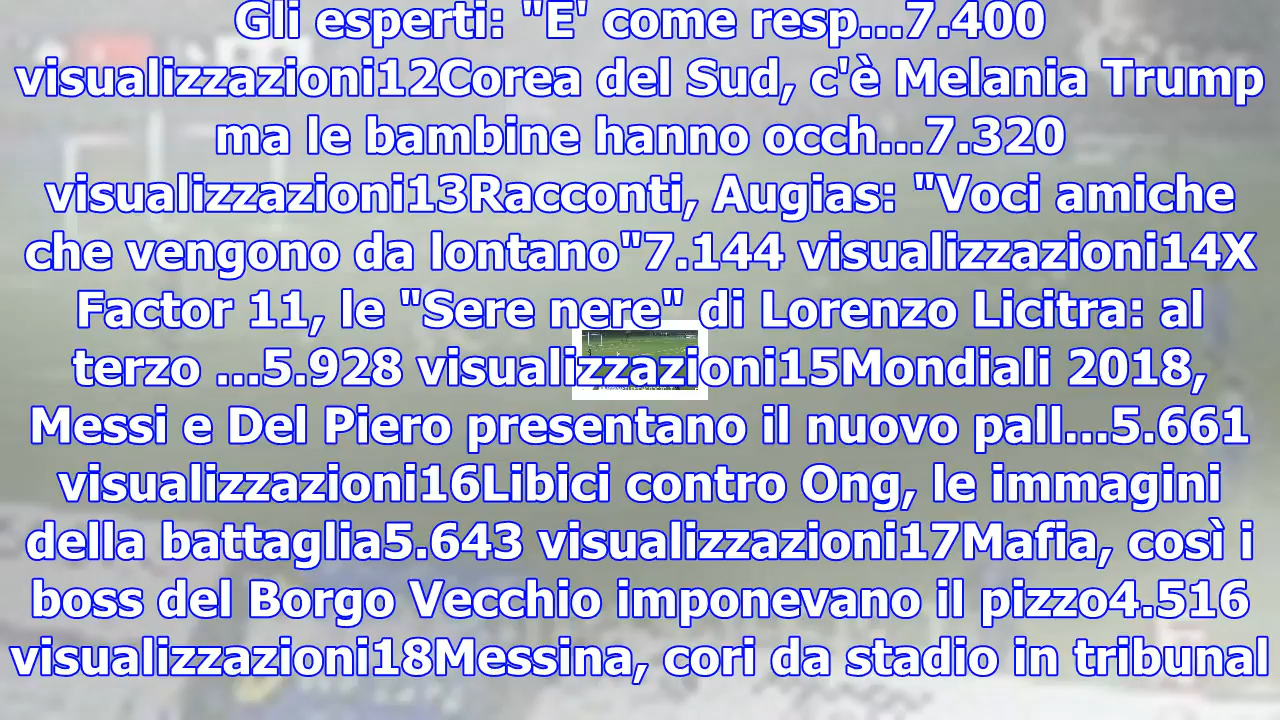 Gli esperti: "E' come resp...7.400
visualizzazioni12Corea del Sud, c'è Melania Trump
ma le bambine hanno occh...7.320
visualizzazioni13Racconti, Augias: "Voci amiche
che vengono da lontano"7.144 visualizzazioni14X
Factor 11, le "Sere nere" di Lorenzo Licitra: al
terzo ...5.928 visualizzazioni15Mondiali 2018,
Messi e Del Piero presentano il nuovo pall...5.661
visualizzazioni16Libici contro Ong, le immagini
della battaglia5.643 visualizzazioni17Mafia, così i
boss del Borgo Vecchio imponevano il pizzo4.516
visualizzazioni18Messina, cori da stadio in tribunal